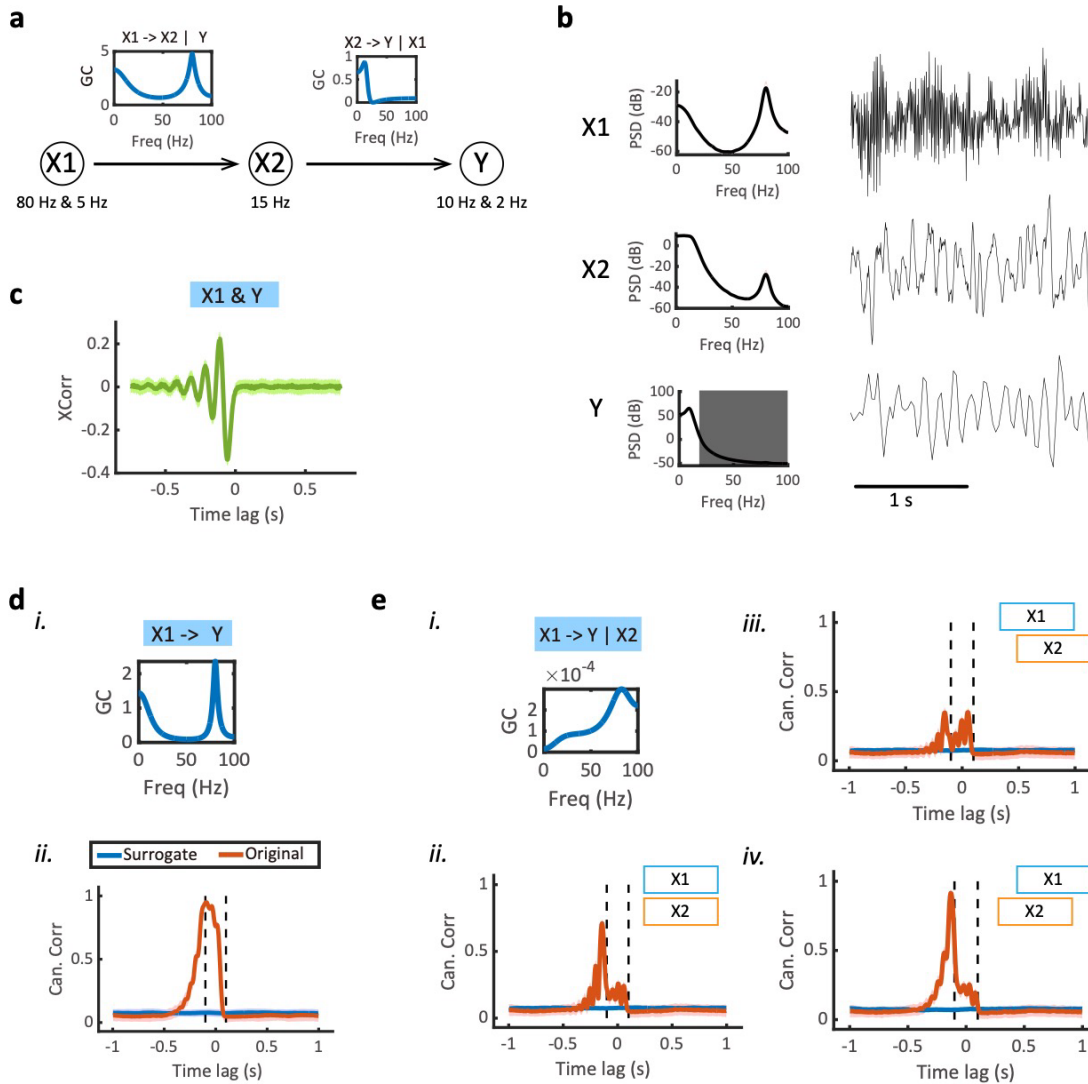 a
X1 -> X2 | Y
5
GC
0
0 100
Freq (Hz)
X2 -> Y | X1
1
0.5
GC
0
0 100
Freq (Hz)
X1
X2
Y
80 Hz & 5 Hz
15 Hz
10 Hz & 2 Hz
b
X1
PSD (dB)
-20
-40
-60
0 50 100
Freq (Hz)
X2
PSD (dB)
0
-20
-40
-60
0 50 100
Freq (Hz)
Y
PSD (dB)
100
50
0
-50
0 50 100
Freq (Hz)
1 s
c
X1 & Y
XCorr
0.2
0
-0.2
-0.4
-0.5 0 0.5
Time lag (s)
d
i.
X1 -> Y
GC
2
1
0
0 50 100
Freq (Hz)
ii.
Surrogate Original
Can. Corr
1
0.5
0
-1 -0.5 0 0.5 1
Time lag (s)
e
i.
X1 -> Y | X2
×10⁻⁴
GC
2
0
0 50 100
Freq (Hz)
ii.
X1
X2
Can. Corr
1
0.5
0
-1 -0.5 0 0.5 1
Time lag (s)
iii.
X1
X2
Can. Corr
1
0.5
0
-1 -0.5 0 0.5 1
Time lag (s)
iv.
X1
X2
Can. Corr
1
0.5
0
-1 -0.5 0 0.5 1
Time lag (s)